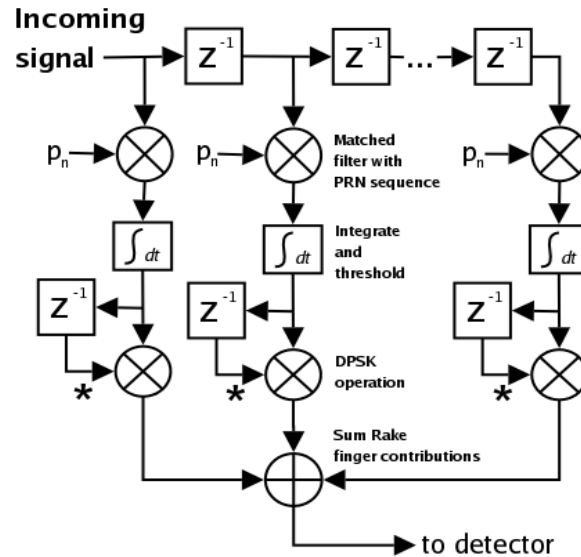 Incoming
signal
z⁻¹
z⁻¹
...
z⁻¹
pₙ
pₙ
Matched
filter with
PRN sequence
pₙ
∫ dt
∫ dt
Integrate
and
threshold
∫ dt
z⁻¹
z⁻¹
z⁻¹
*
*
DPSK
operation
*
Sum Rake
finger contributions
to detector